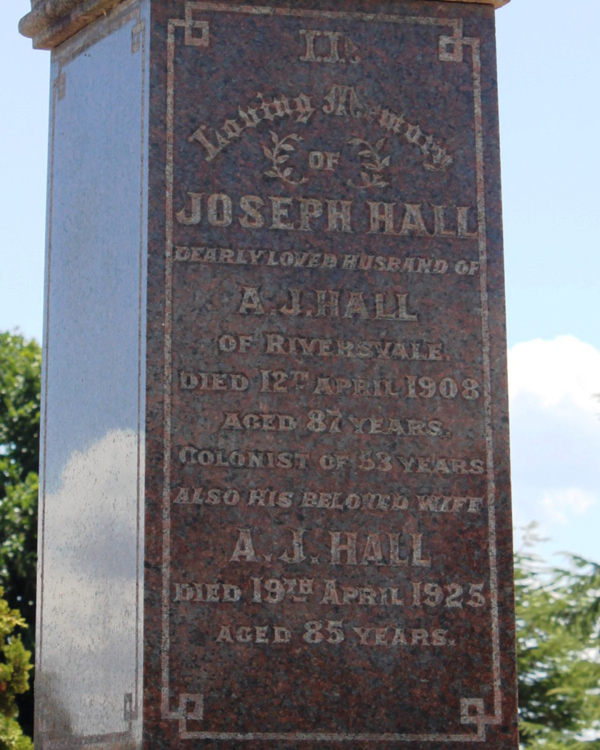 IN
Loving Memory
OF
JOSEPH HALL
DEARLY LOVED HUSBAND OF
A. J. HALL
OF RIVERSVALE.
DIED 12TH APRIL 1908,
AGED 87 YEARS.
COLONIST OF 53 YEARS
ALSO HIS BELOVED WIFE
A. J. HALL
DIED 19TH APRIL 1925
AGED 85 YEARS.